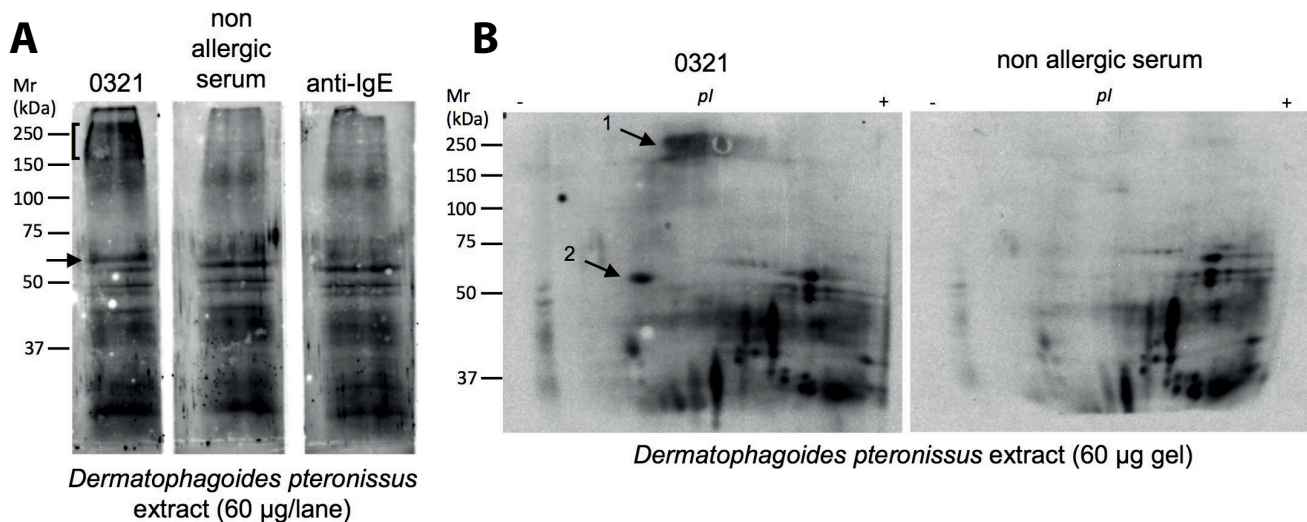 A
0321
non
allergic
serum
anti-IgE
Mr
(kDa)
250
150
100
75
50
37
Dermatophagoides pteronissus
extract (60 µg/lane)
B
0321
non allergic serum
Mr
(kDa)
- pI +
- pI +
250
150
100
75
50
37
1
2
Dermatophagoides pteronissus extract (60 µg gel)